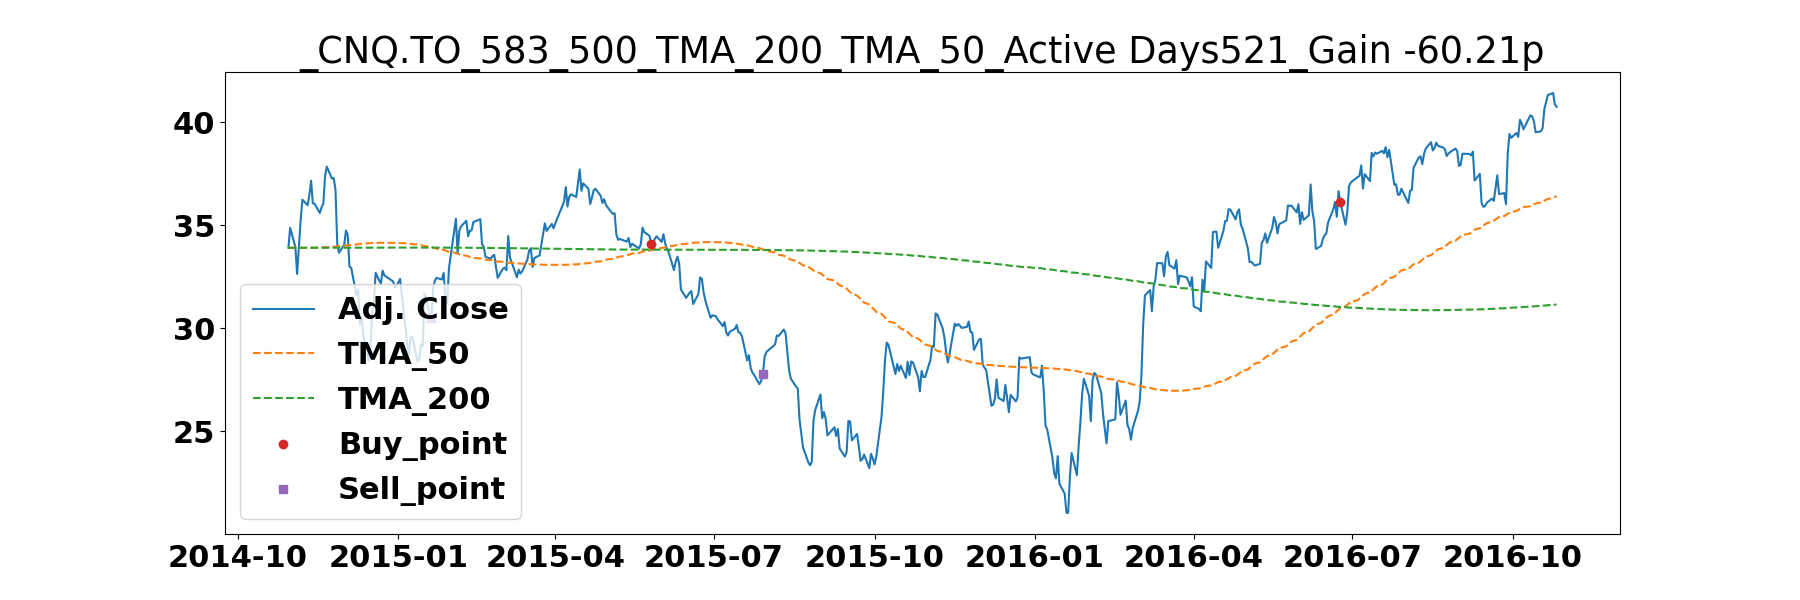 _CNQ.TO_583_500_TMA_200_TMA_50_Active Days521_Gain -60.21p
40
35
30
25
Adj. Close
TMA_50
TMA_200
Buy_point
Sell_point
2014-10 2015-01 2015-04 2015-07 2015-10 2016-01 2016-04 2016-07 2016-10